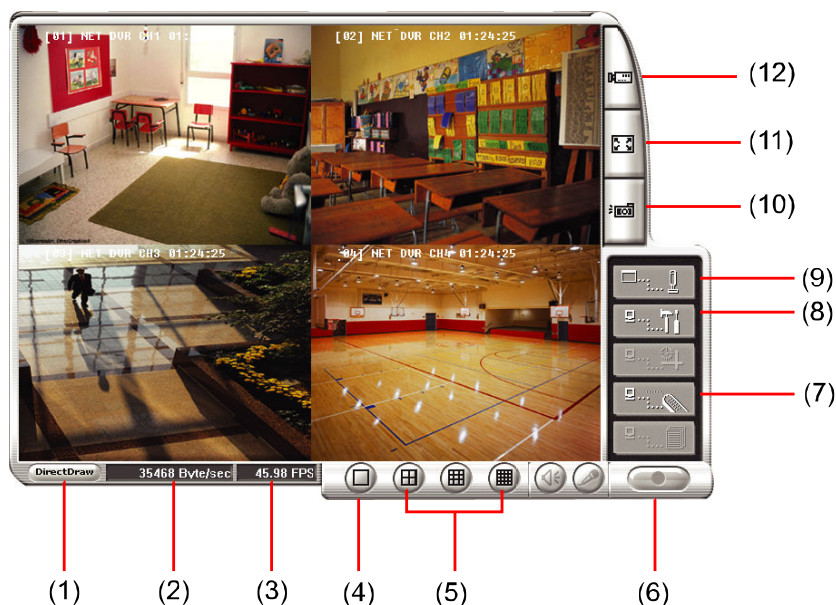 [01] NET DVR CH1 01:
[02] NET DVR CH2 01:24:25
(12)
(11)
(10)
[03] NET DVR CH3 01:24:25
[04] NET DVR CH4 01:24:25
(9)
(8)
(7)
DirectDraw
35468 Byte/sec
45.98 FPS
(1)
(2)
(3)
(4)
(5)
(6)